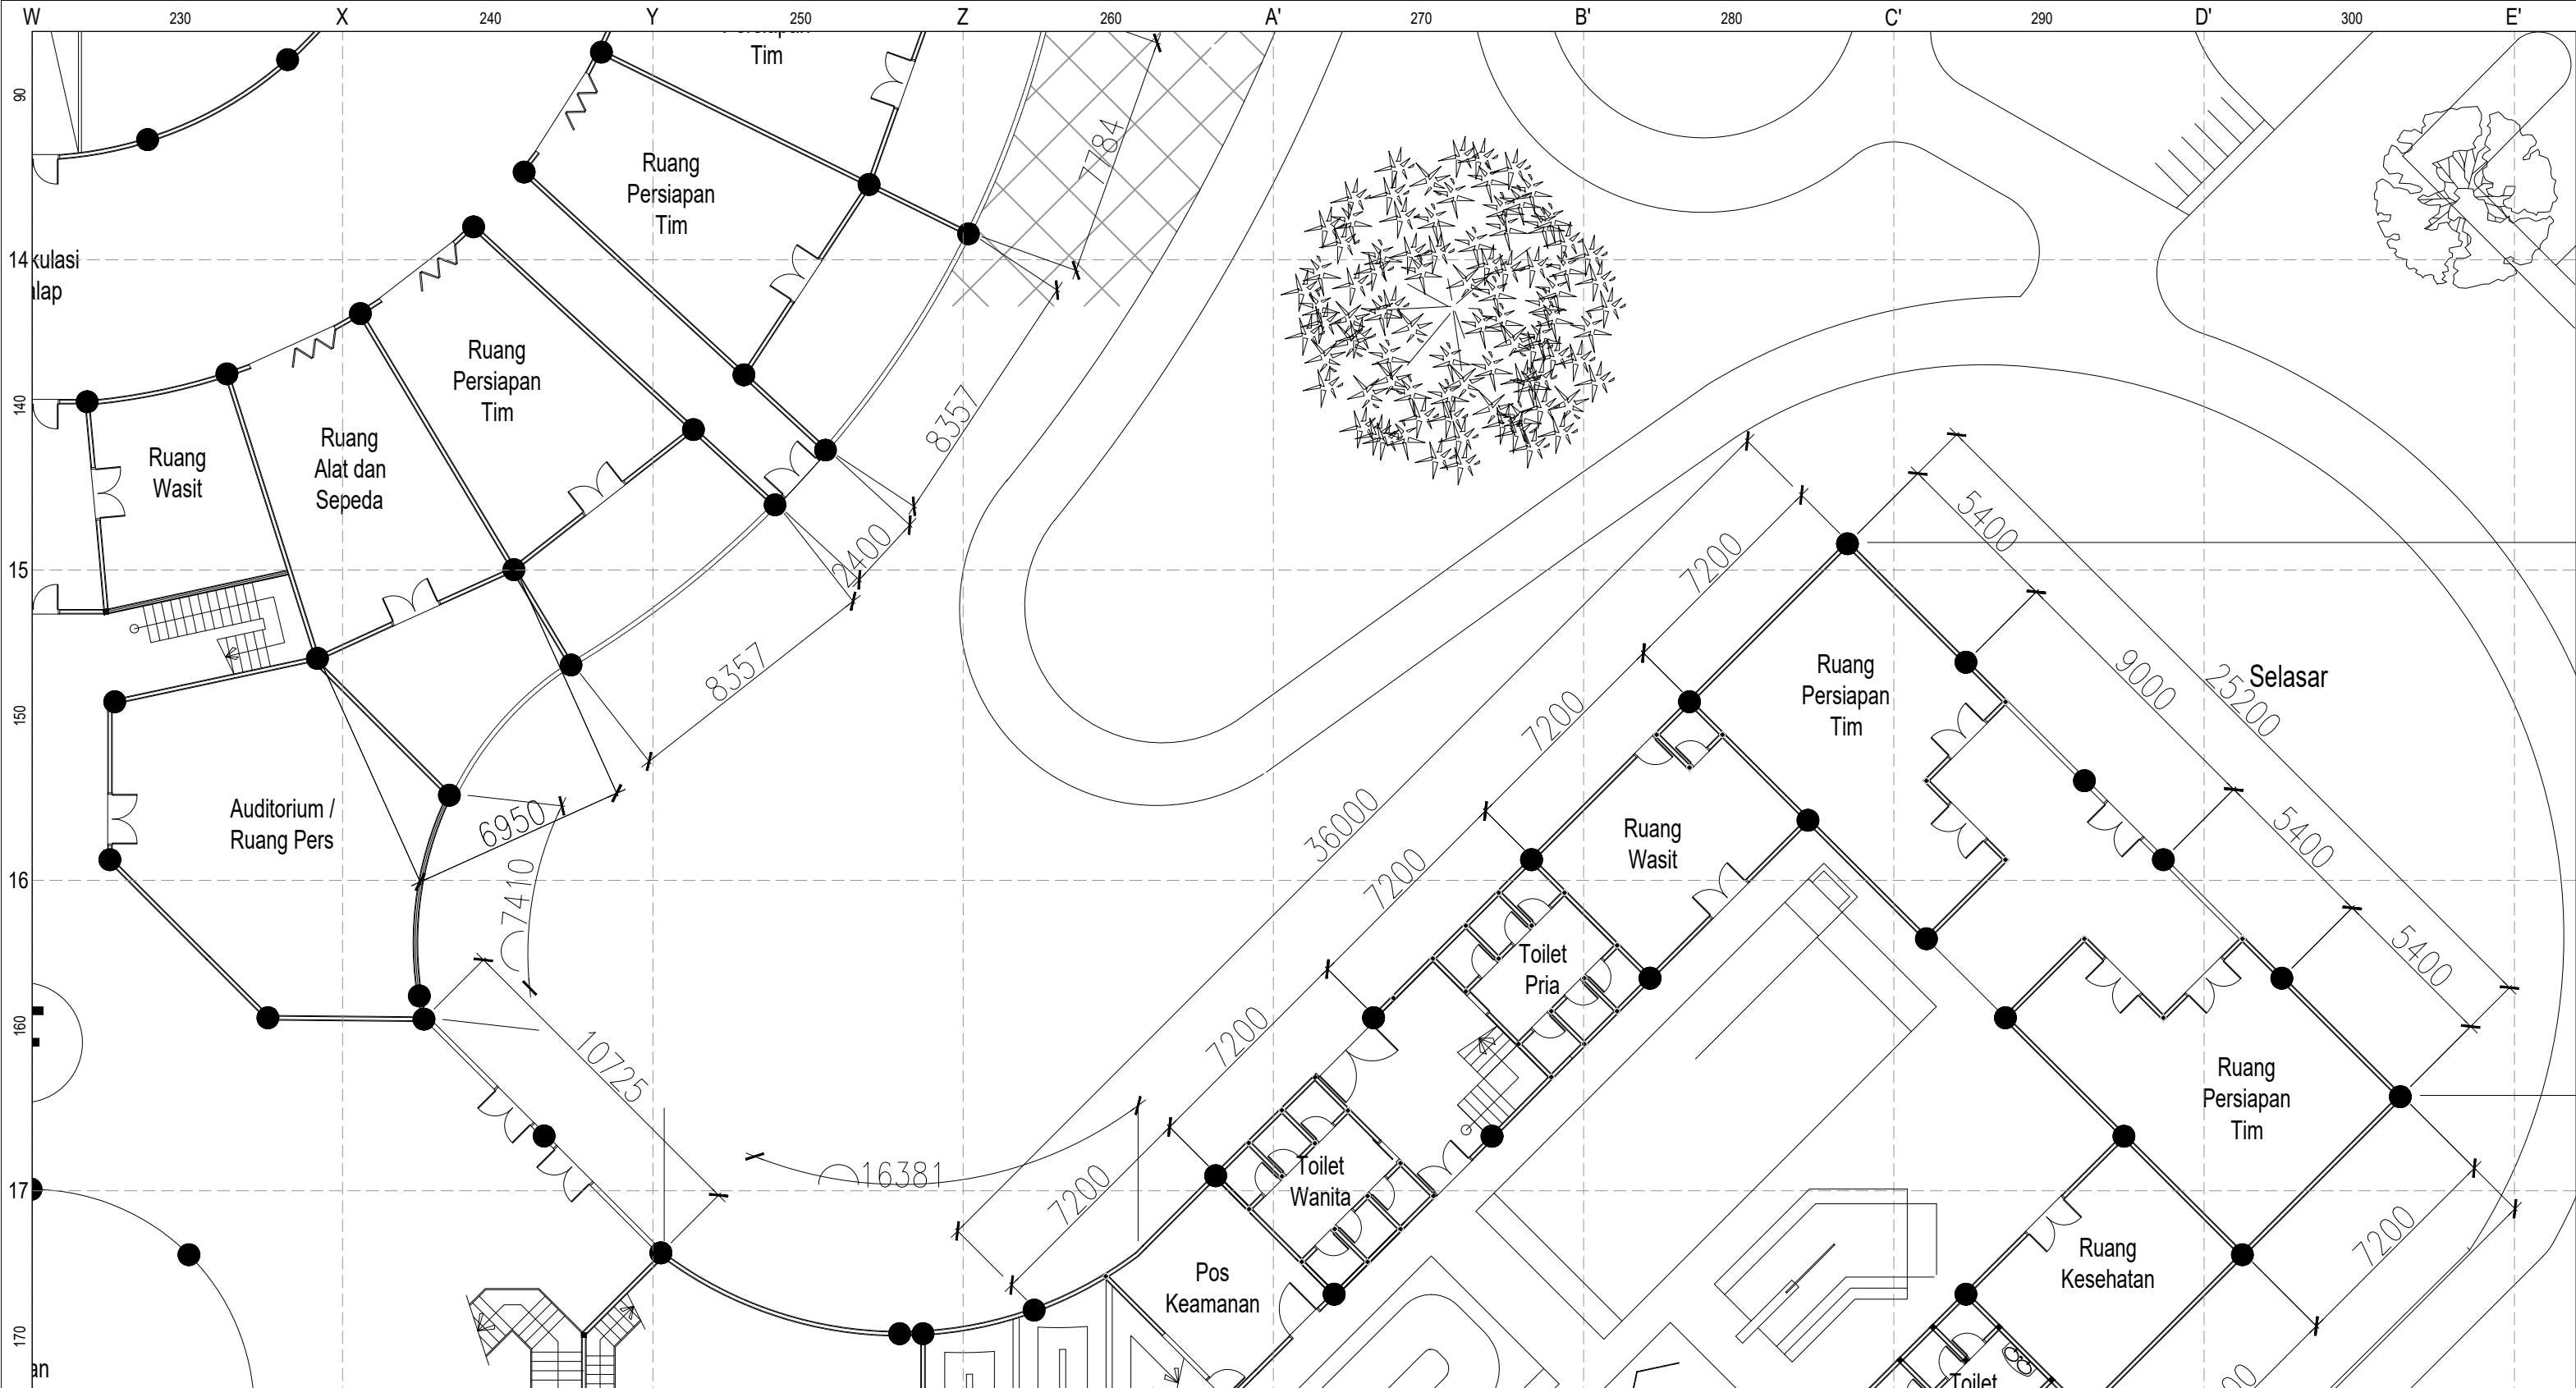 W 230 X 240 Y 250 Z 260 A' 270 B' 280 C' 290 D' 300 E'
Tim
90
Ruang
Persiapan
Tim
7784
14
kulasi
alap
Ruang
Persiapan
Tim
140
Ruang
Wasit
Ruang
Alat dan
Sepeda
8357
2400
15
8357
150
Auditorium /
Ruang Pers
6950
7410
16
160
10725
17
16381
170
an
36000
7200
7200
7200
7200
7200
5400
9000
25200
5400
5400
Selasar
Ruang
Persiapan
Tim
Ruang
Wasit
Toilet
Pria
Toilet
Wanita
Pos
Keamanan
Ruang
Persiapan
Tim
Ruang
Kesehatan
7200
Toilet